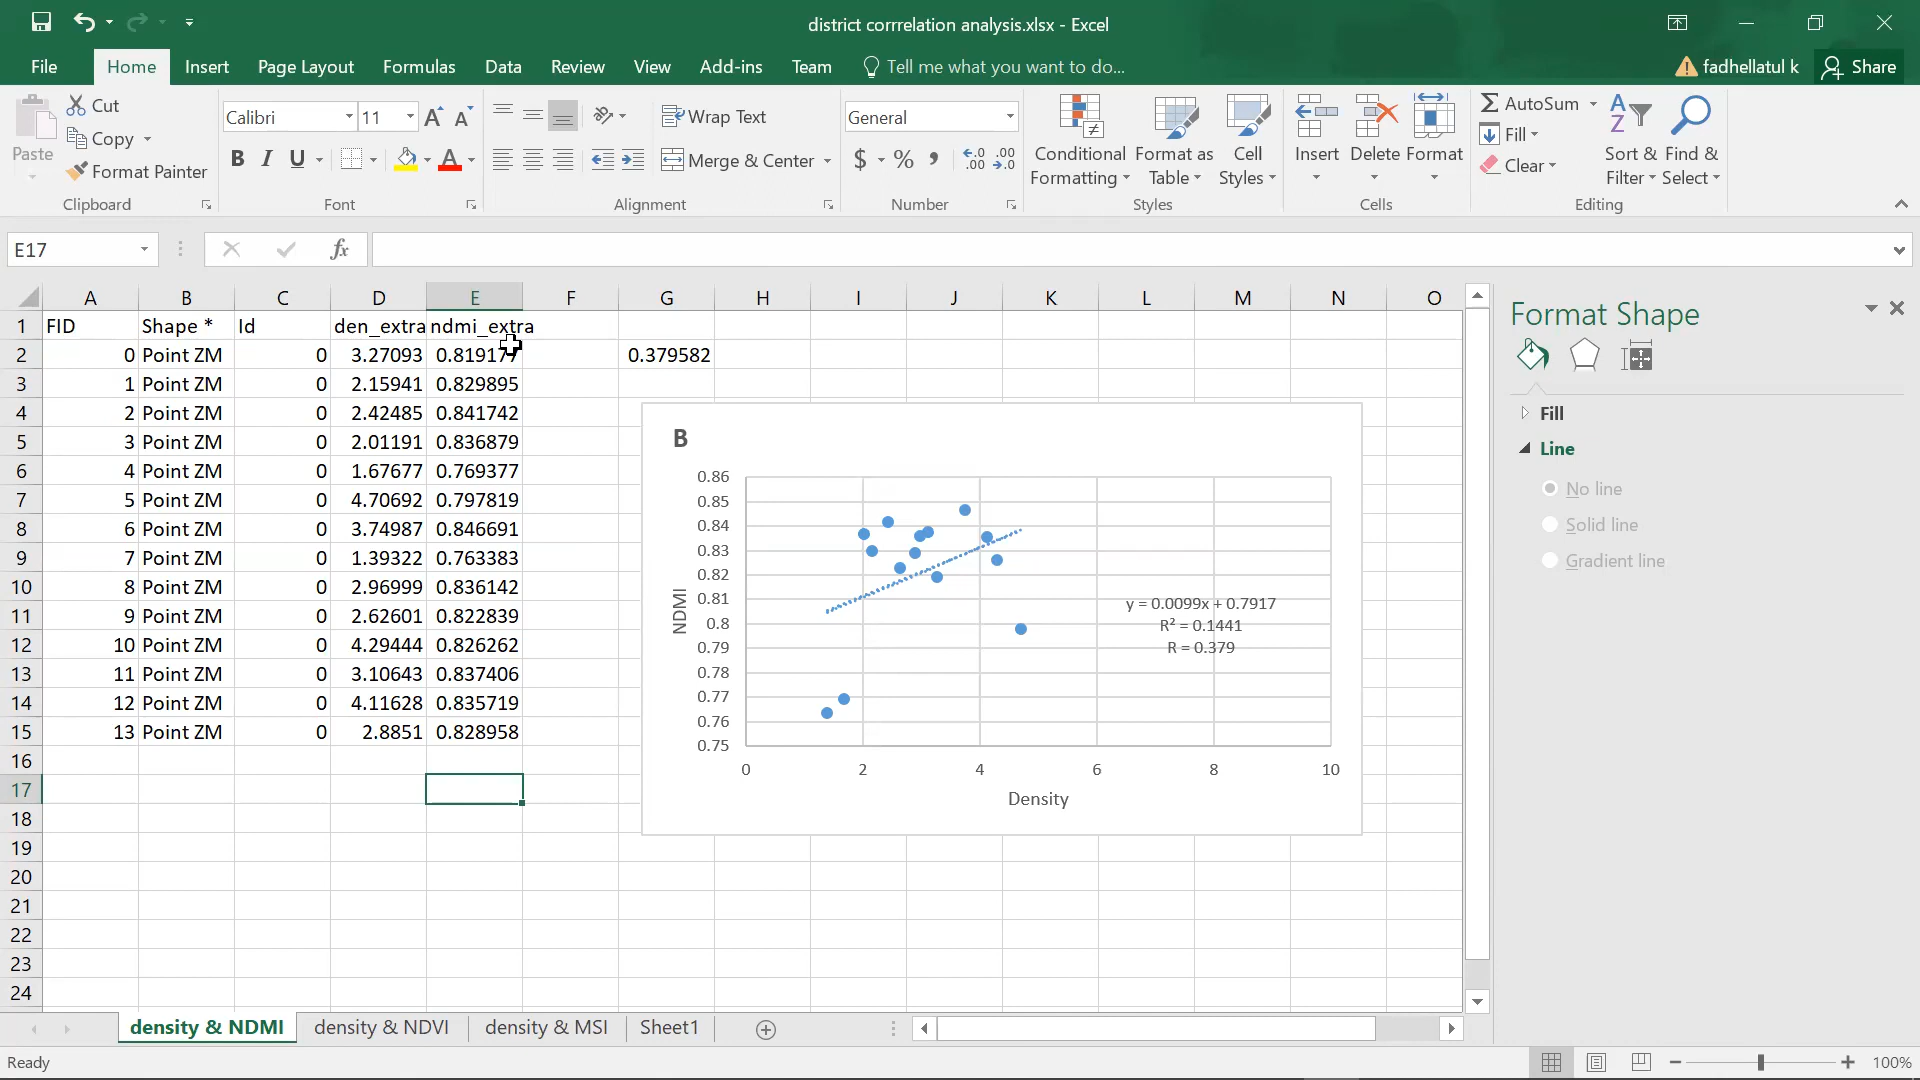 district corrrelation analysis.xlsx - Excel
File Home Insert Page Layout Formulas Data Review View Add-ins Team Tell me what you want to do... fadhellatul k Share
Paste Cut Copy Format Painter Clipboard
Calibri 11 A A B I U A Font
Wrap Text Merge & Center Alignment
General $ % , .0 .00 .00 .0 Number
Conditional Formatting Format as Table Cell Styles Styles
Insert Delete Format Cells
AutoSum Fill Clear Sort & Filter Find & Select Editing
E17 fx
A B C D E F G H I J K L M N O
1 FID Shape * Id den_extra ndmi_extra
2 0 Point ZM 0 3.27093 0.819177 0.379582
3 1 Point ZM 0 2.15941 0.829895
4 2 Point ZM 0 2.42485 0.841742
5 3 Point ZM 0 2.01191 0.836879
6 4 Point ZM 0 1.67677 0.769377
7 5 Point ZM 0 4.70692 0.797819
8 6 Point ZM 0 3.74987 0.846691
9 7 Point ZM 0 1.39322 0.763383
10 8 Point ZM 0 2.96999 0.836142
11 9 Point ZM 0 2.62601 0.822839
12 10 Point ZM 0 4.29444 0.826262
13 11 Point ZM 0 3.10643 0.837406
14 12 Point ZM 0 4.11628 0.835719
15 13 Point ZM 0 2.8851 0.828958
16
17
18
19
20
21
22
23
24
B
0.86
0.85
0.84
0.83
0.82
0.81
0.8
0.79
0.78
0.77
0.76
0.75
NDMI
y = 0.0099x + 0.7917
R² = 0.1441
R = 0.379
0 2 4 6 8 10
Density
Format Shape
Fill
Line
No line
Solid line
Gradient line
density & NDMI density & NDVI density & MSI Sheet1
Ready 100%